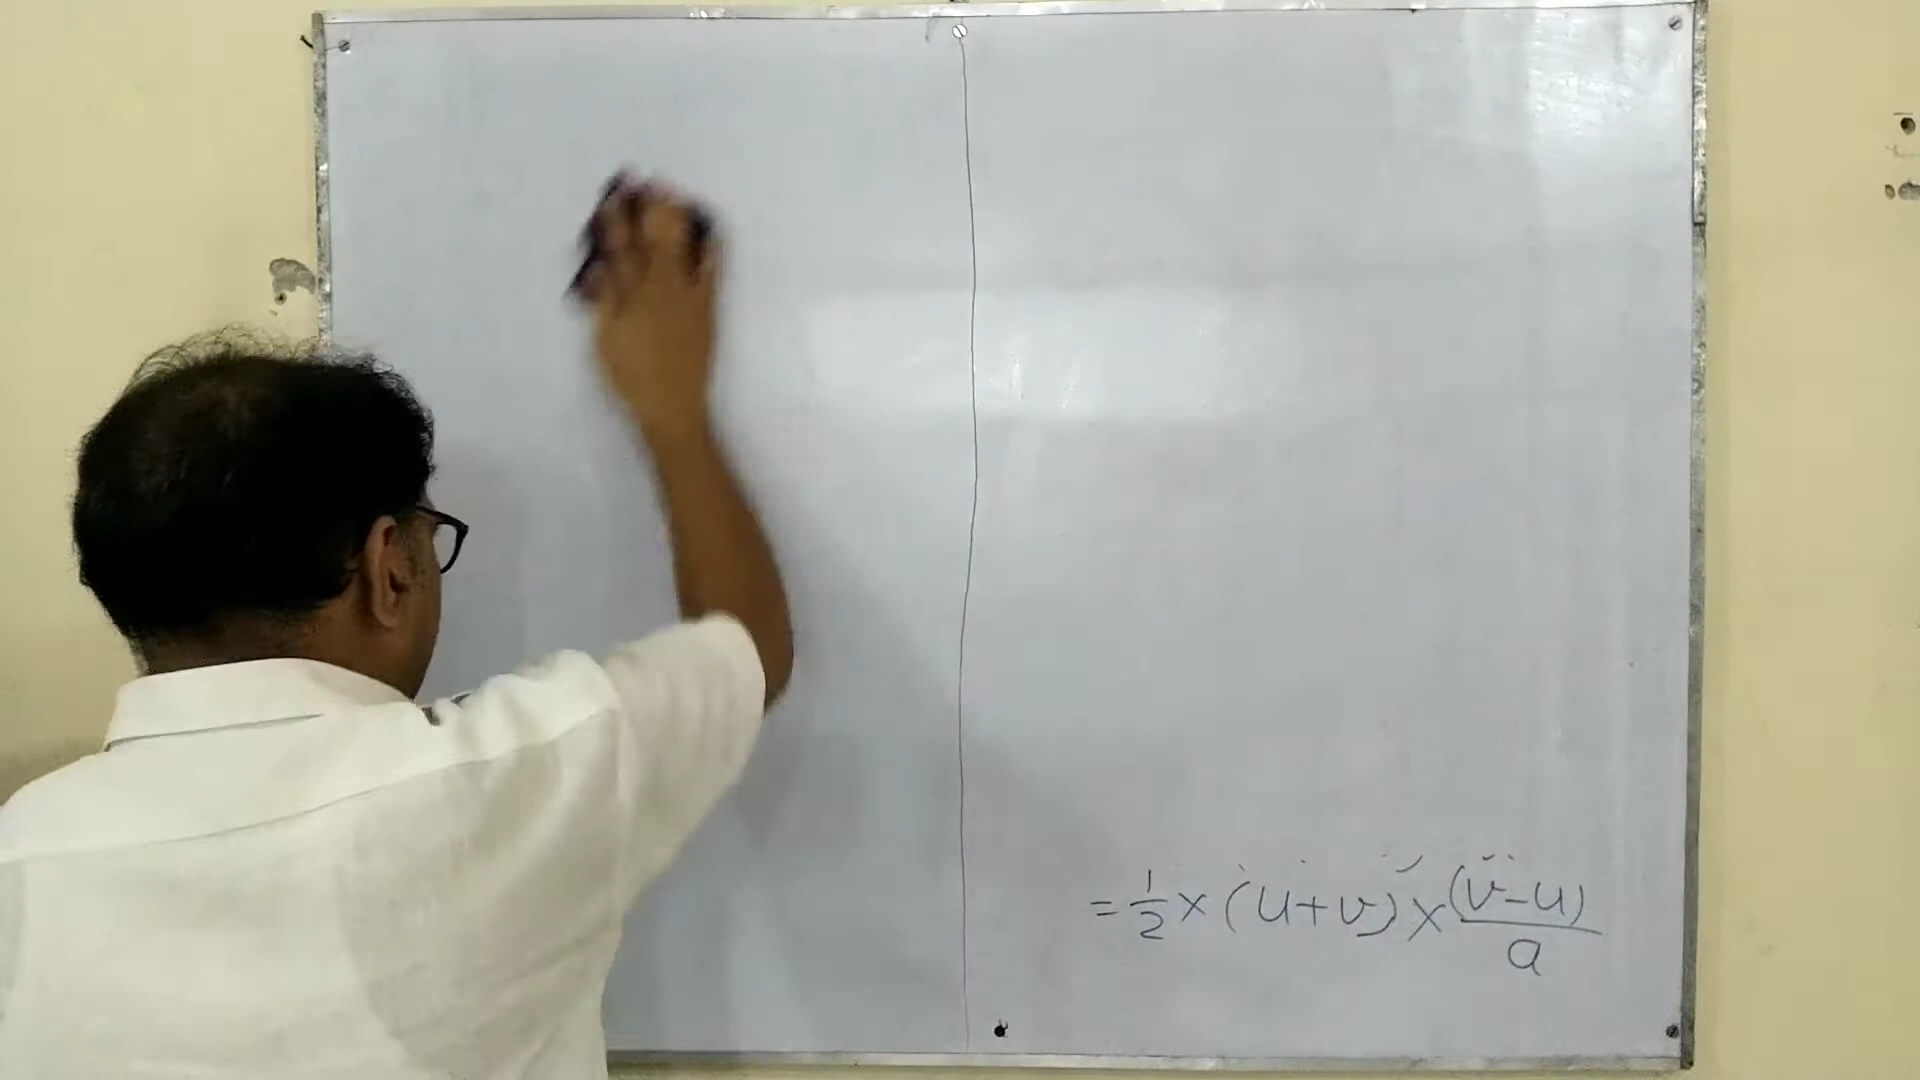 = 1/2 × (u+v) × (v-u)/a